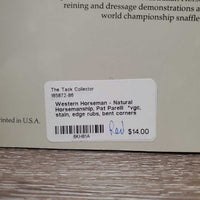 reining and dressage demonstrations a
world championship snaffle
rinted in U.S.A.
The Tack Collector
Western Horseman - Natural
Horsemanship, Pat Parelli *vgc,
stain, edge rubs, bent corners
$14.00